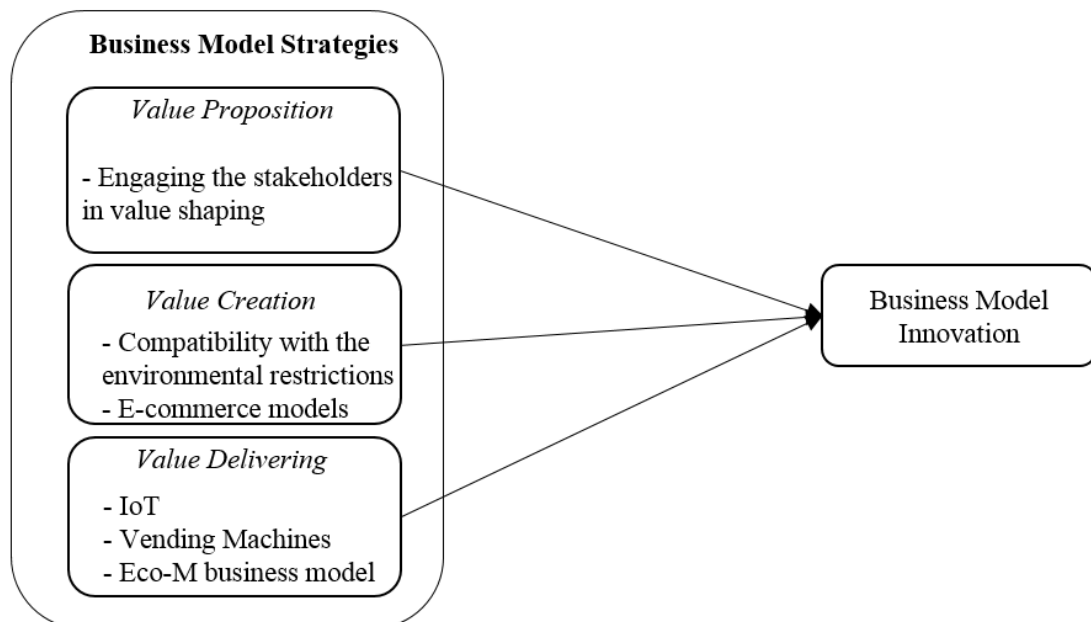 Business Model Strategies
Value Proposition
- Engaging the stakeholders
in value shaping
Value Creation
- Compatibility with the
environmental restrictions
- E-commerce models
Value Delivering
- IoT
- Vending Machines
- Eco-M business model
Business Model
Innovation